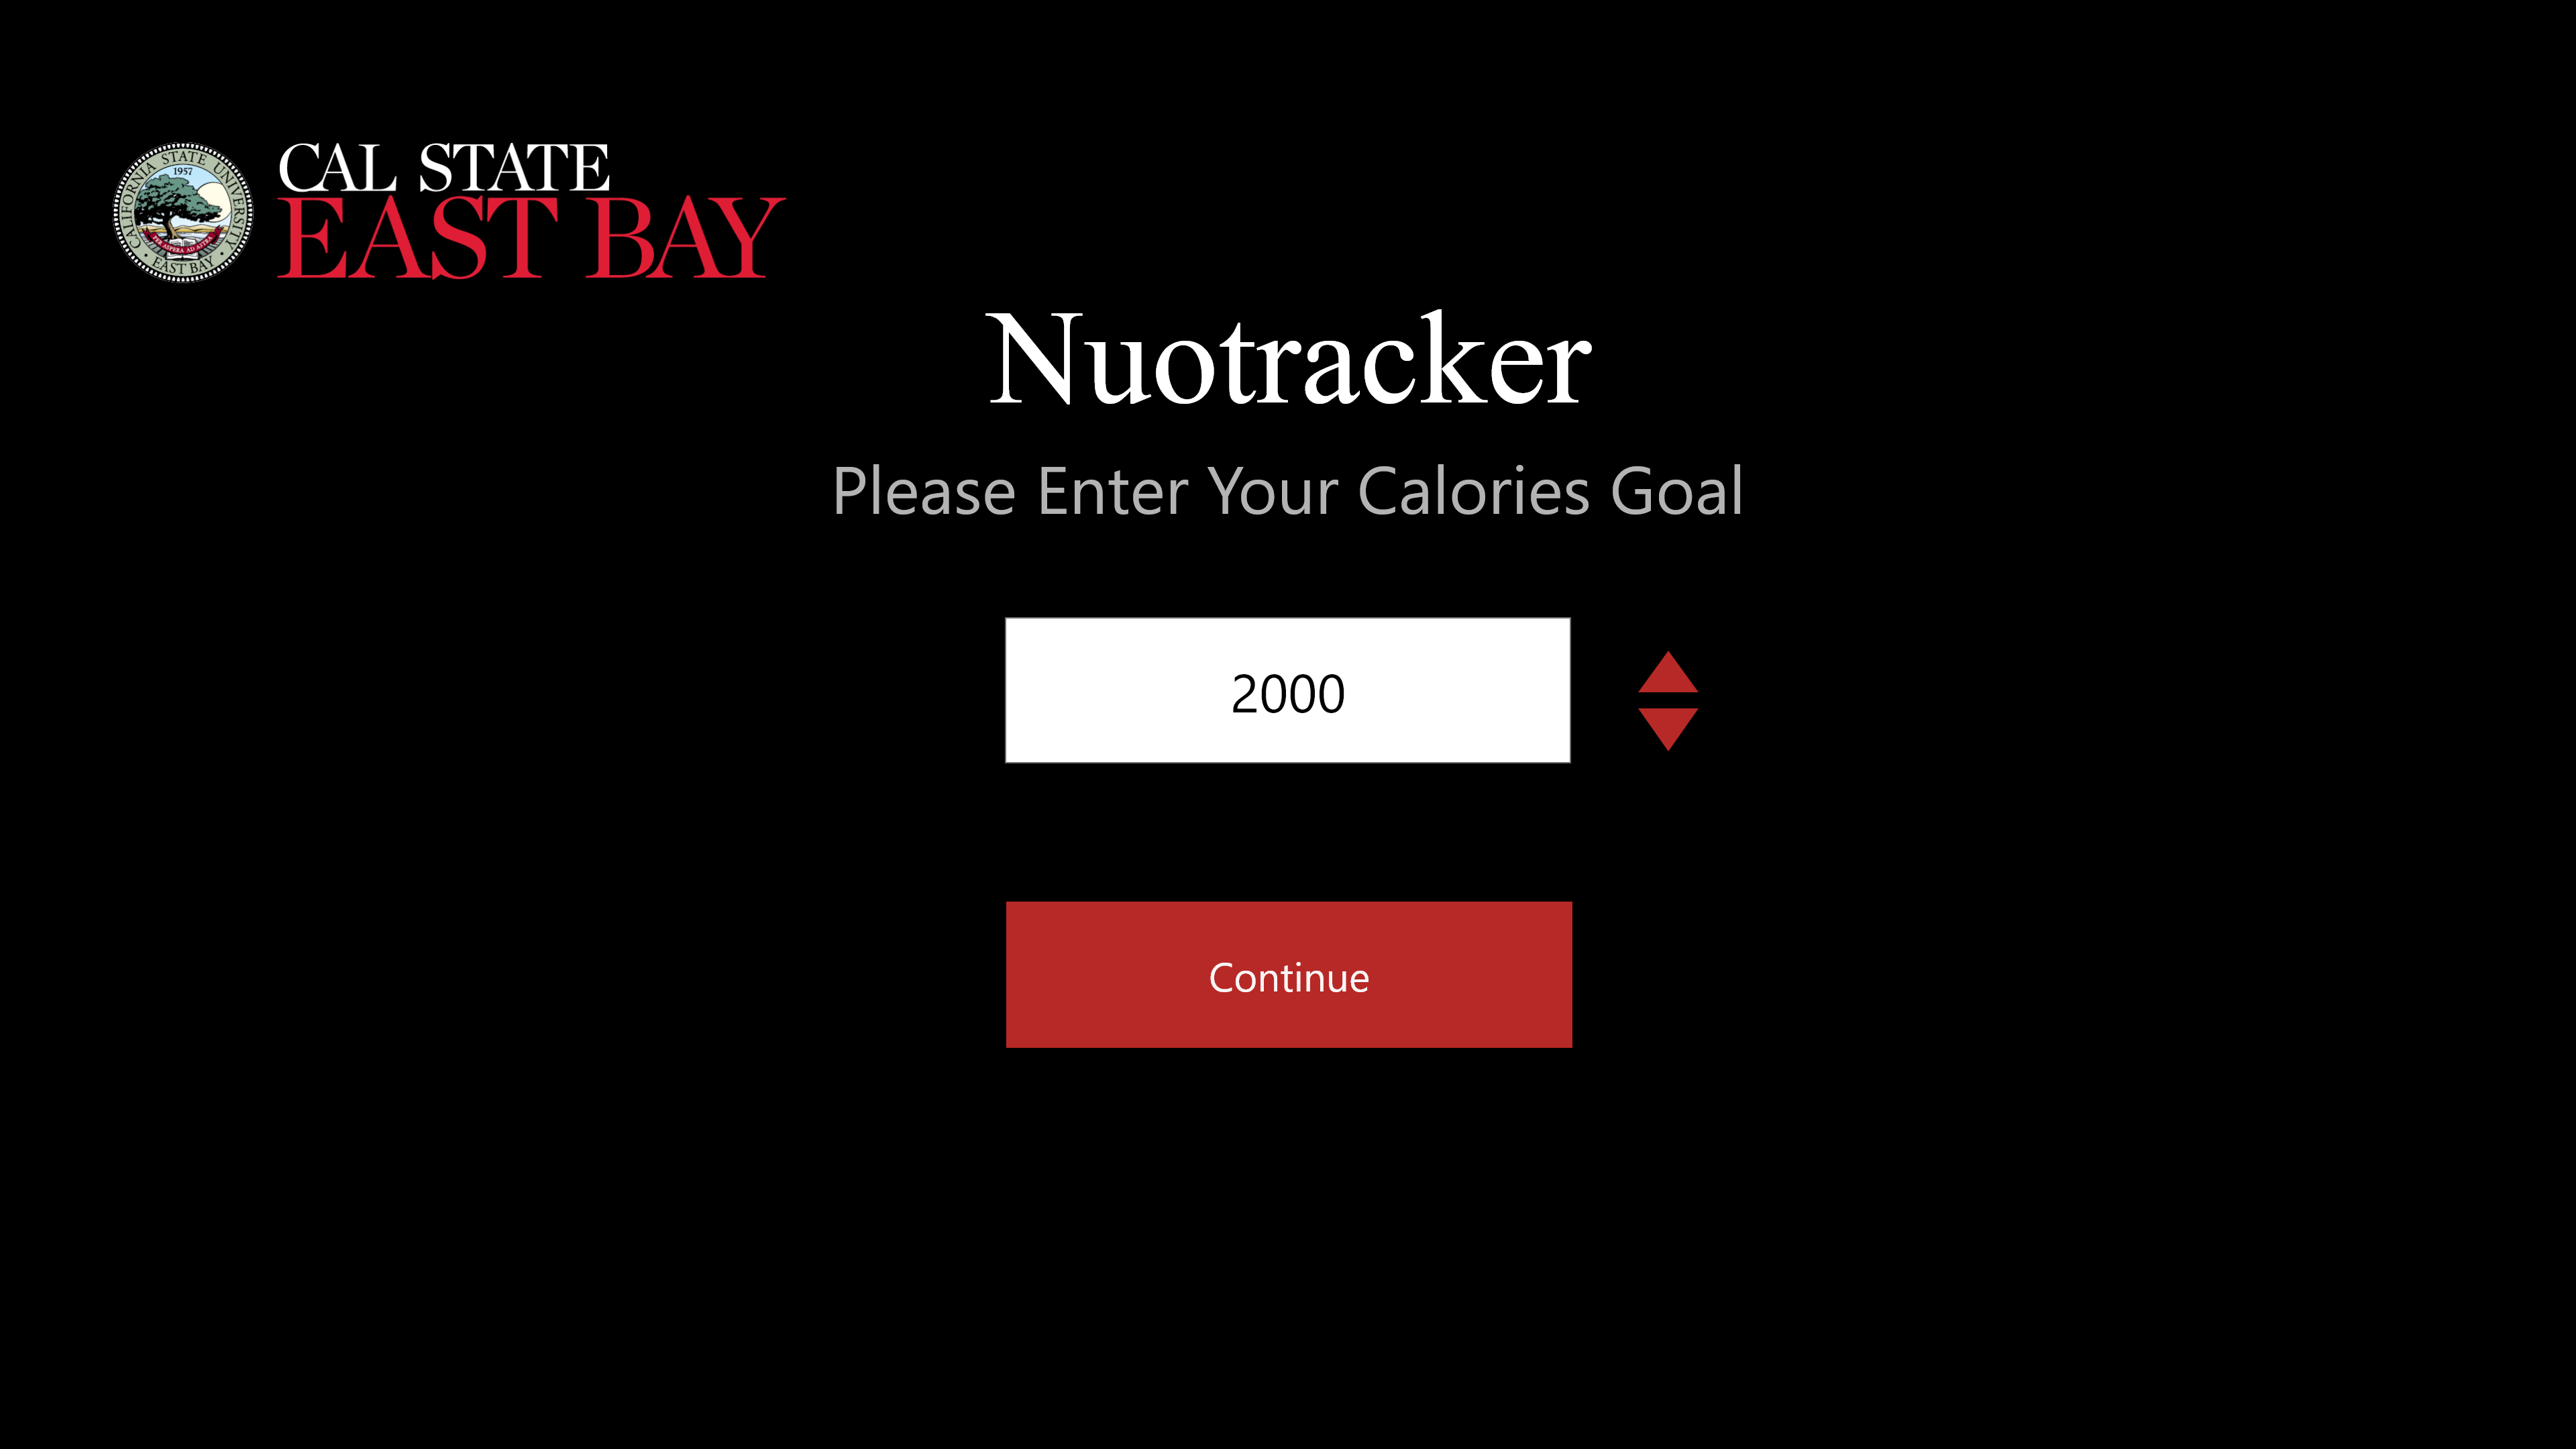 CALIFORNIA STATE UNIVERSITY
1957
PER ASPERA AD ASTRA
• EAST BAY •
CAL STATE
EAST BAY
Nuotracker
Please Enter Your Calories Goal
2000
Continue